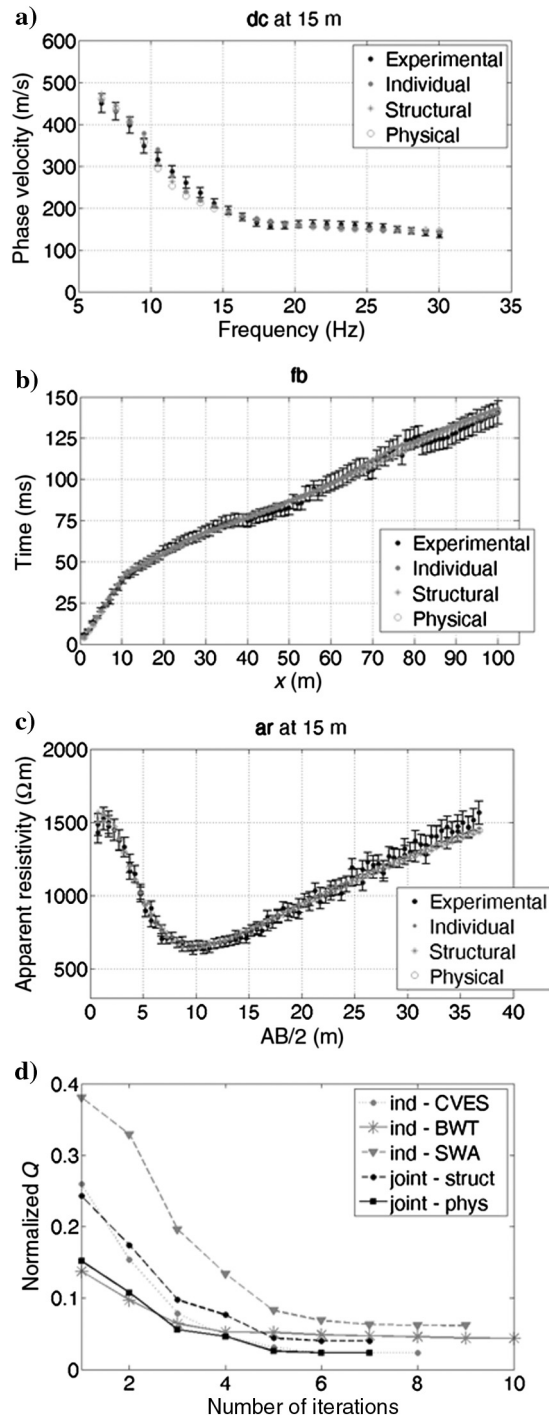 a)
dc at 15 m
600
500
400
300
200
100
0
Phase velocity (m/s)
Experimental
Individual
Structural
Physical
5 10 15 20 25 30 35
Frequency (Hz)
b)
fb
150
125
100
75
50
25
0
Time (ms)
Experimental
Individual
Structural
Physical
0 10 20 30 40 50 60 70 80 90 100
x (m)
c)
ar at 15 m
2000
1500
1000
500
Apparent resistivity (Ωm)
Experimental
Individual
Structural
Physical
0 5 10 15 20 25 30 35 40
AB/2 (m)
d)
0.4
0.3
0.2
0.1
0
Normalized Q
ind - CVES
ind - BWT
ind - SWA
joint - struct
joint - phys
2 4 6 8 10
Number of iterations